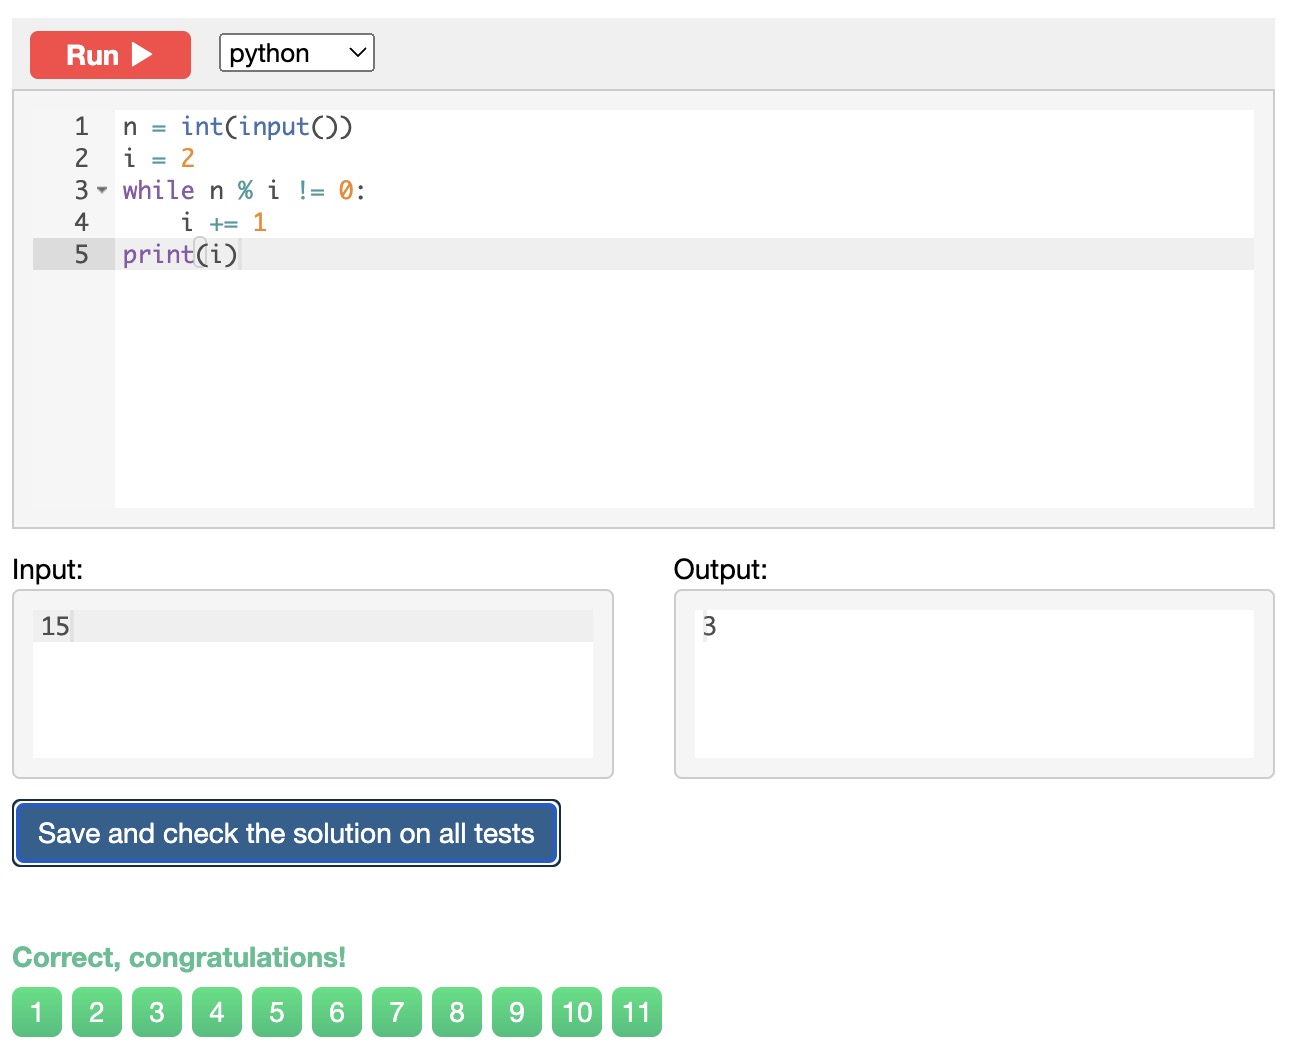 Run
python
1 n = int(input())
2 i = 2
3 while n % i != 0:
4     i += 1
5 print(i)
Input:
15
Output:
3
Save and check the solution on all tests
Correct, congratulations!
1 2 3 4 5 6 7 8 9 10 11